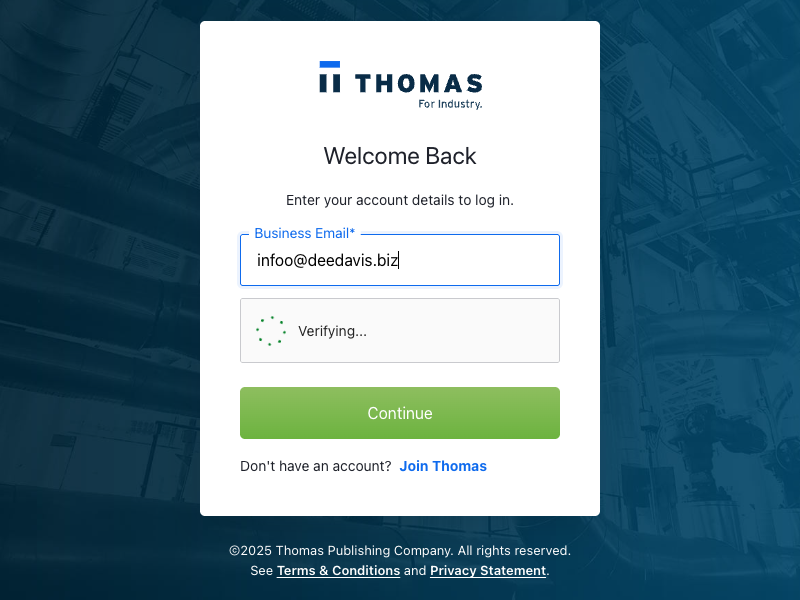 THOMAS
For Industry.
Welcome Back
Enter your account details to log in.
Business Email*
infoo@deedavis.biz
Verifying...
Continue
Don't have an account? Join Thomas
©2025 Thomas Publishing Company. All rights reserved.
See Terms & Conditions and Privacy Statement.